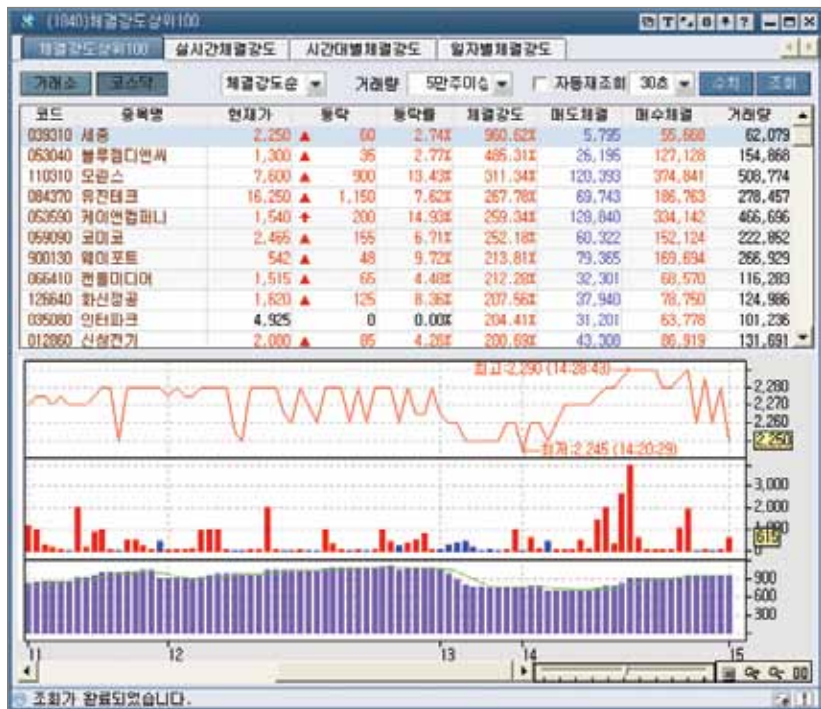 (1840)체결강도상위100
체결강도상위100 실시간체결강도 시간대별체결강도 일자별체결강도
거래소 코스닥 체결강도순 거래량 5만주이상 자동재조회 30초 조회
코드 종목명 현재가 등락 등락률 체결강도 매도체결 매수체결 거래량
039310 세중 2,250 ▲ 60 2.74% 960.62% 5,795 55,668 62,079
053040 블루젬디앤씨 1,300 ▲ 35 2.77% 485.31% 26,195 127,128 154,868
110310 모린스 7,600 ▲ 900 13.43% 311.34% 120,393 374,841 508,774
084370 유진테크 16,250 ▲ 1,150 7.62% 267.78% 69,743 186,763 278,457
053590 케이앤컴퍼니 1,540 ↑ 200 14.93% 259.34% 128,840 334,142 466,696
059090 코미코 2,465 ▲ 155 6.71% 252.18% 60,322 152,124 222,852
900130 웨이포트 542 ▲ 48 9.72% 213.81% 79,365 169,694 266,929
066410 캔들미디어 1,515 ▲ 65 4.48% 212.28% 32,301 68,570 116,283
126640 화신정공 1,620 ▲ 125 8.36% 207.56% 37,940 78,750 124,986
035080 인터파크 4,925 0 0.00% 204.41% 31,201 63,778 101,236
012860 2,080 ▲ 85 4.26% 200.69% 43,308 86,919 131,691
최고:2,290 (14:28:43)
2,280
2,270
2,260
2,250
최저:2,245 (14:20:29)
3,000
2,000
1,000
615
0
900
600
300
11 12 13 14 15
조회가 완료되었습니다.